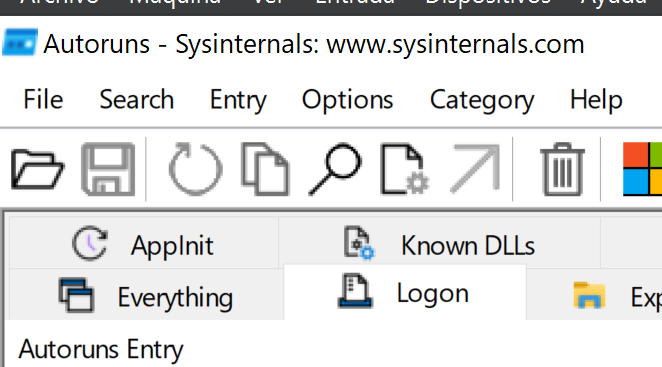 Archivo Máquina Ver Entrada Dispositivos Ayuda
Autoruns - Sysinternals: www.sysinternals.com
File Search Entry Options Category Help
AppInit Known DLLs
Everything Logon
Autoruns Entry